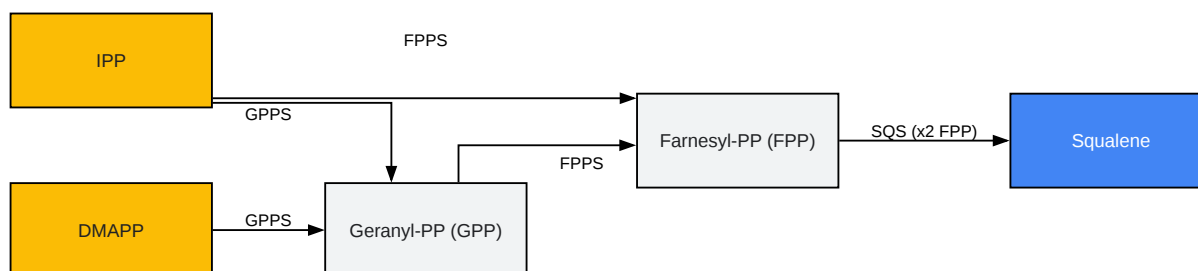 FPPS
IPP
GPPS
SQS (x2 FPP)
Farnesyl-PP (FPP)
Squalene
FPPS
GPPS
DMAPP
Geranyl-PP (GPP)